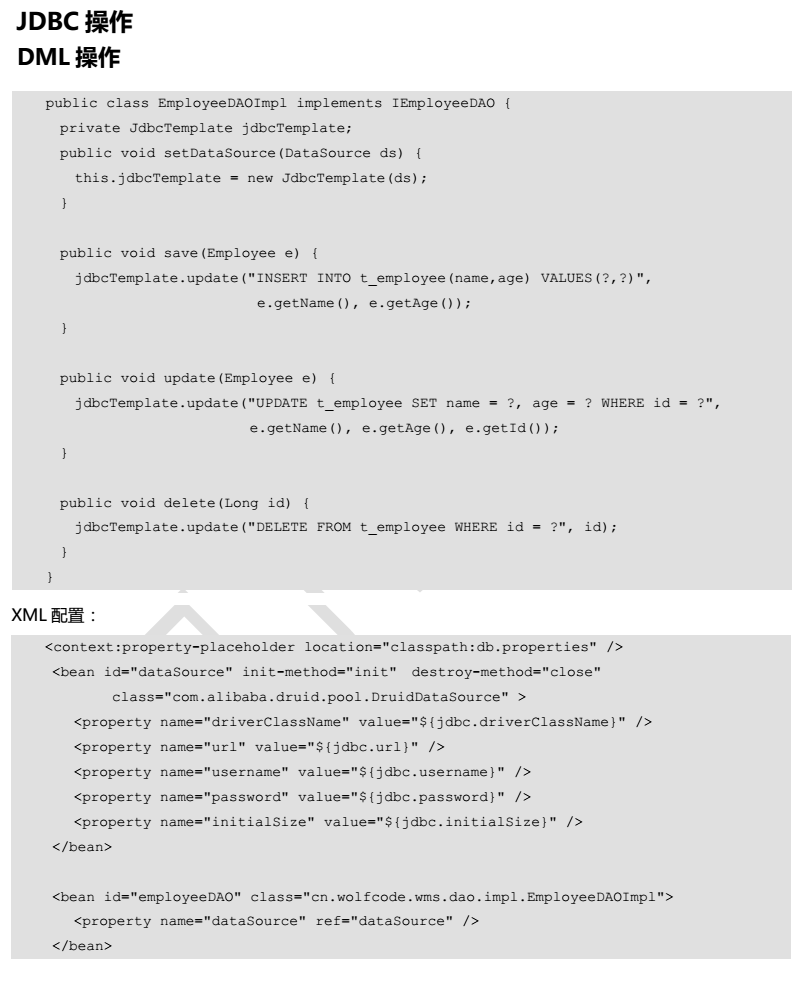 JDBC 操作
DML 操作
public class EmployeeDAOImpl implements IEmployeeDAO {
private JdbcTemplate jdbcTemplate;
public void setDataSource(DataSource ds) {
this.jdbcTemplate = new JdbcTemplate(ds);
}
public void save(Employee e) {
jdbcTemplate.update("INSERT INTO t_employee(name,age) VALUES(?,?)",
e.getName(), e.getAge());
}
public void update(Employee e) {
jdbcTemplate.update("UPDATE t_employee SET name = ?, age = ? WHERE id = ?",
e.getName(), e.getAge(), e.getId());
}
public void delete(Long id) {
jdbcTemplate.update("DELETE FROM t_employee WHERE id = ?", id);
}
}
XML 配置：
<context:property-placeholder location="classpath:db.properties" />
<bean id="dataSource" init-method="init" destroy-method="close"
class="com.alibaba.druid.pool.DruidDataSource" >
<property name="driverClassName" value="${jdbc.driverClassName}" />
<property name="url" value="${jdbc.url}" />
<property name="username" value="${jdbc.username}" />
<property name="password" value="${jdbc.password}" />
<property name="initialSize" value="${jdbc.initialSize}" />
</bean>
<bean id="employeeDAO" class="cn.wolfcode.wms.dao.impl.EmployeeDAOImpl">
<property name="dataSource" ref="dataSource" />
</bean>